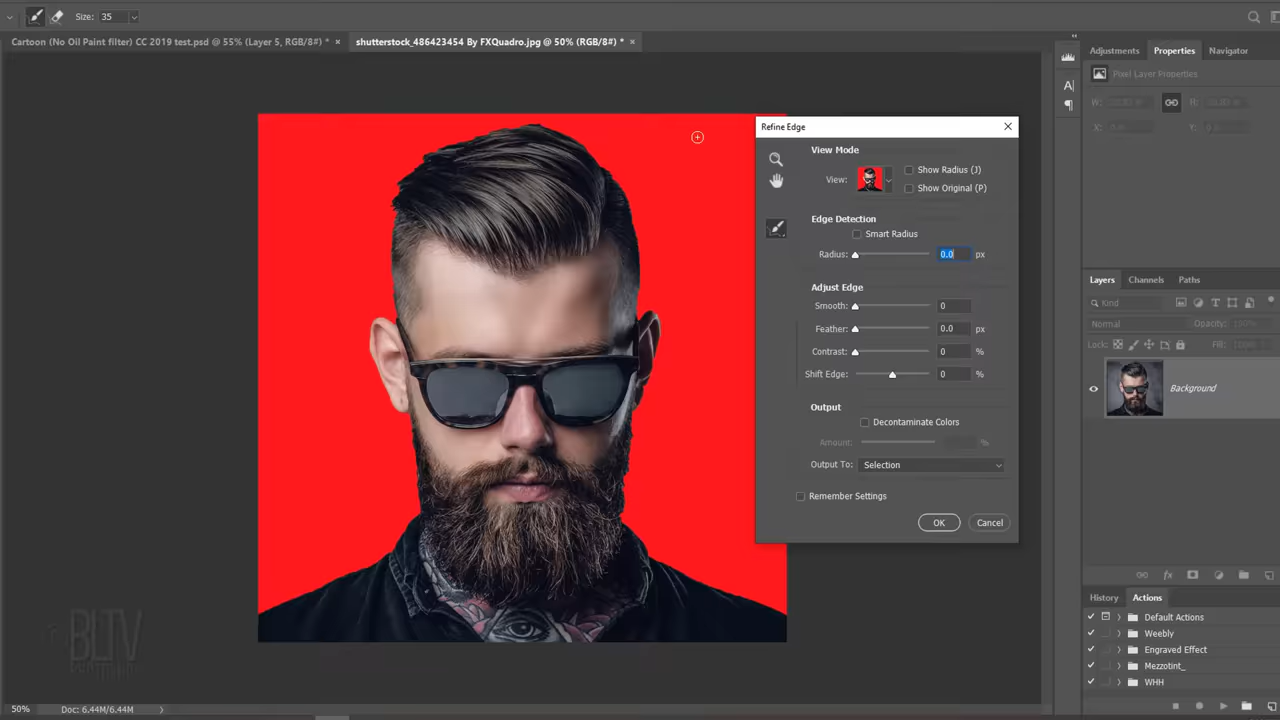 Size: 35
Cartoon (No Oil Paint filter) CC 2019 test.psd @ 55% (Layer 5, RGB/8#) * ×
shutterstock_486423454 By FXQuadro.jpg @ 50% (RGB/8#) * ×
Adjustments Properties Navigator
Pixel Layer Properties
W: H:
X: Y:
Refine Edge
View Mode
View:
Show Radius (J)
Show Original (P)
Edge Detection
Smart Radius
Radius: 0.0 px
Adjust Edge
Smooth: 0
Feather: 0.0 px
Contrast: 0 %
Shift Edge: 0 %
Output
Decontaminate Colors
Amount: %
Output To: Selection
Remember Settings
OK Cancel
Layers Channels Paths
Kind
Normal Opacity: 100%
Lock: Fill: 100%
Background
History Actions
Default Actions
Weebly
Engraved Effect
Mezzotint_
WHH
BLTV
50% Doc: 6.44M/6.44M